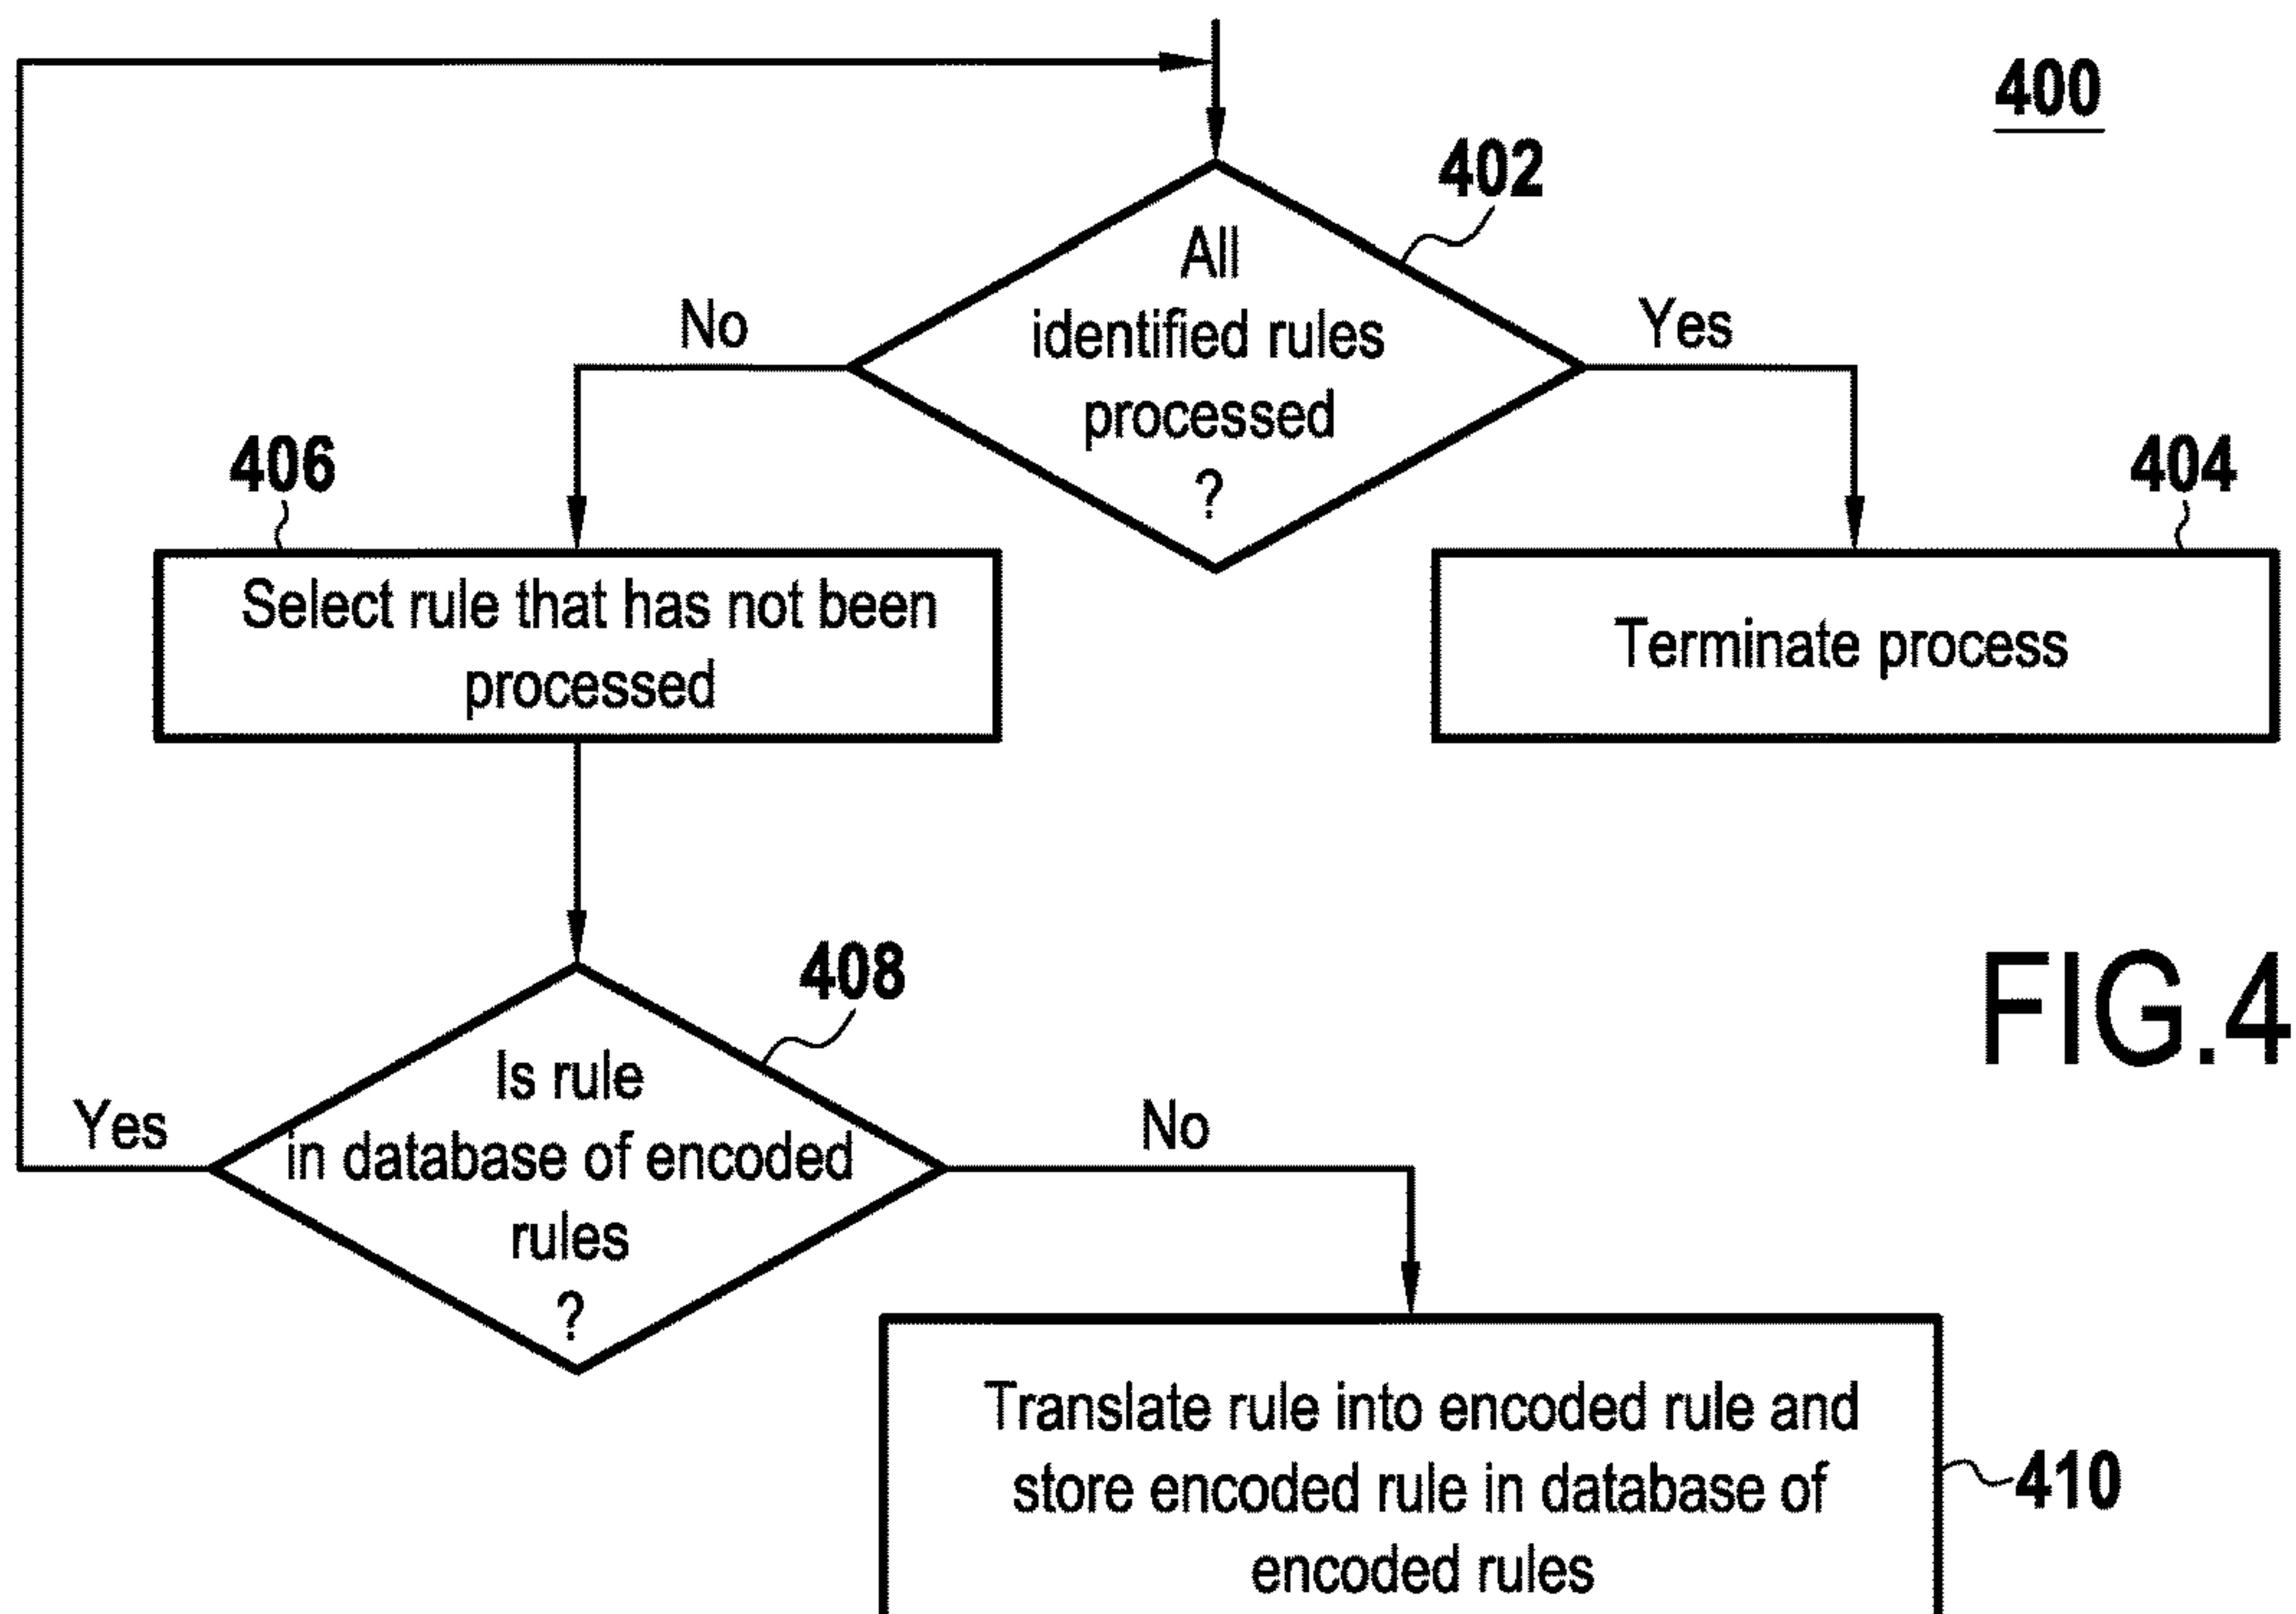 400
402
All
identified rules
processed
?
No
Yes
406
404
Select rule that has not been
processed
Terminate process
408
FIG.4
Is rule
in database of encoded
rules
?
Yes
No
Translate rule into encoded rule and
store encoded rule in database of
encoded rules
410